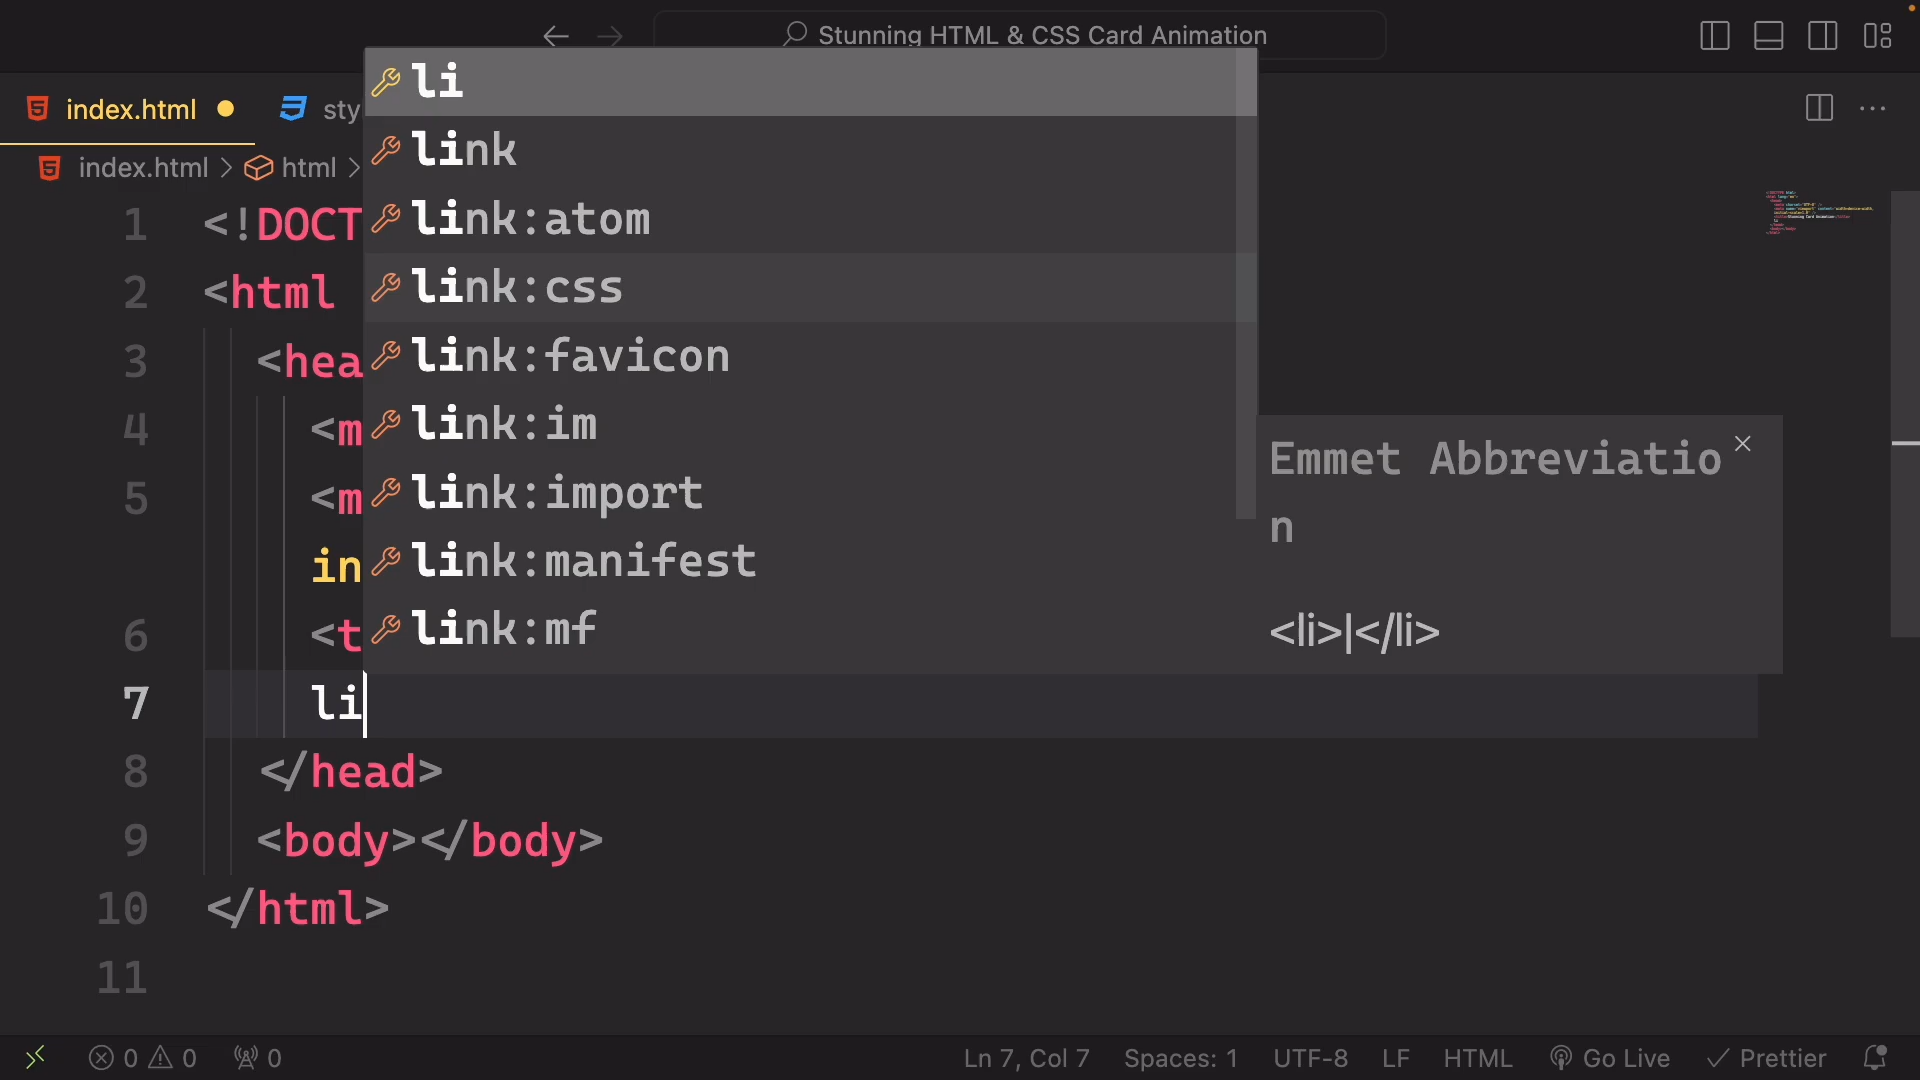 Stunning HTML & CSS Card Animation
index.html
sty
index.html
html
li
link
link:atom
link:css
link:favicon
link:im
link:import
link:manifest
link:mf
Emmet Abbreviatio
n
<li>|</li>
1 <!DOCT
2 <html
3 <hea
4 <m
5 <m
in
6 <t
7 li
8 </head>
9 <body></body>
10 </html>
11
0 0 0
Ln 7, Col 7 Spaces: 1 UTF-8 LF HTML Go Live Prettier